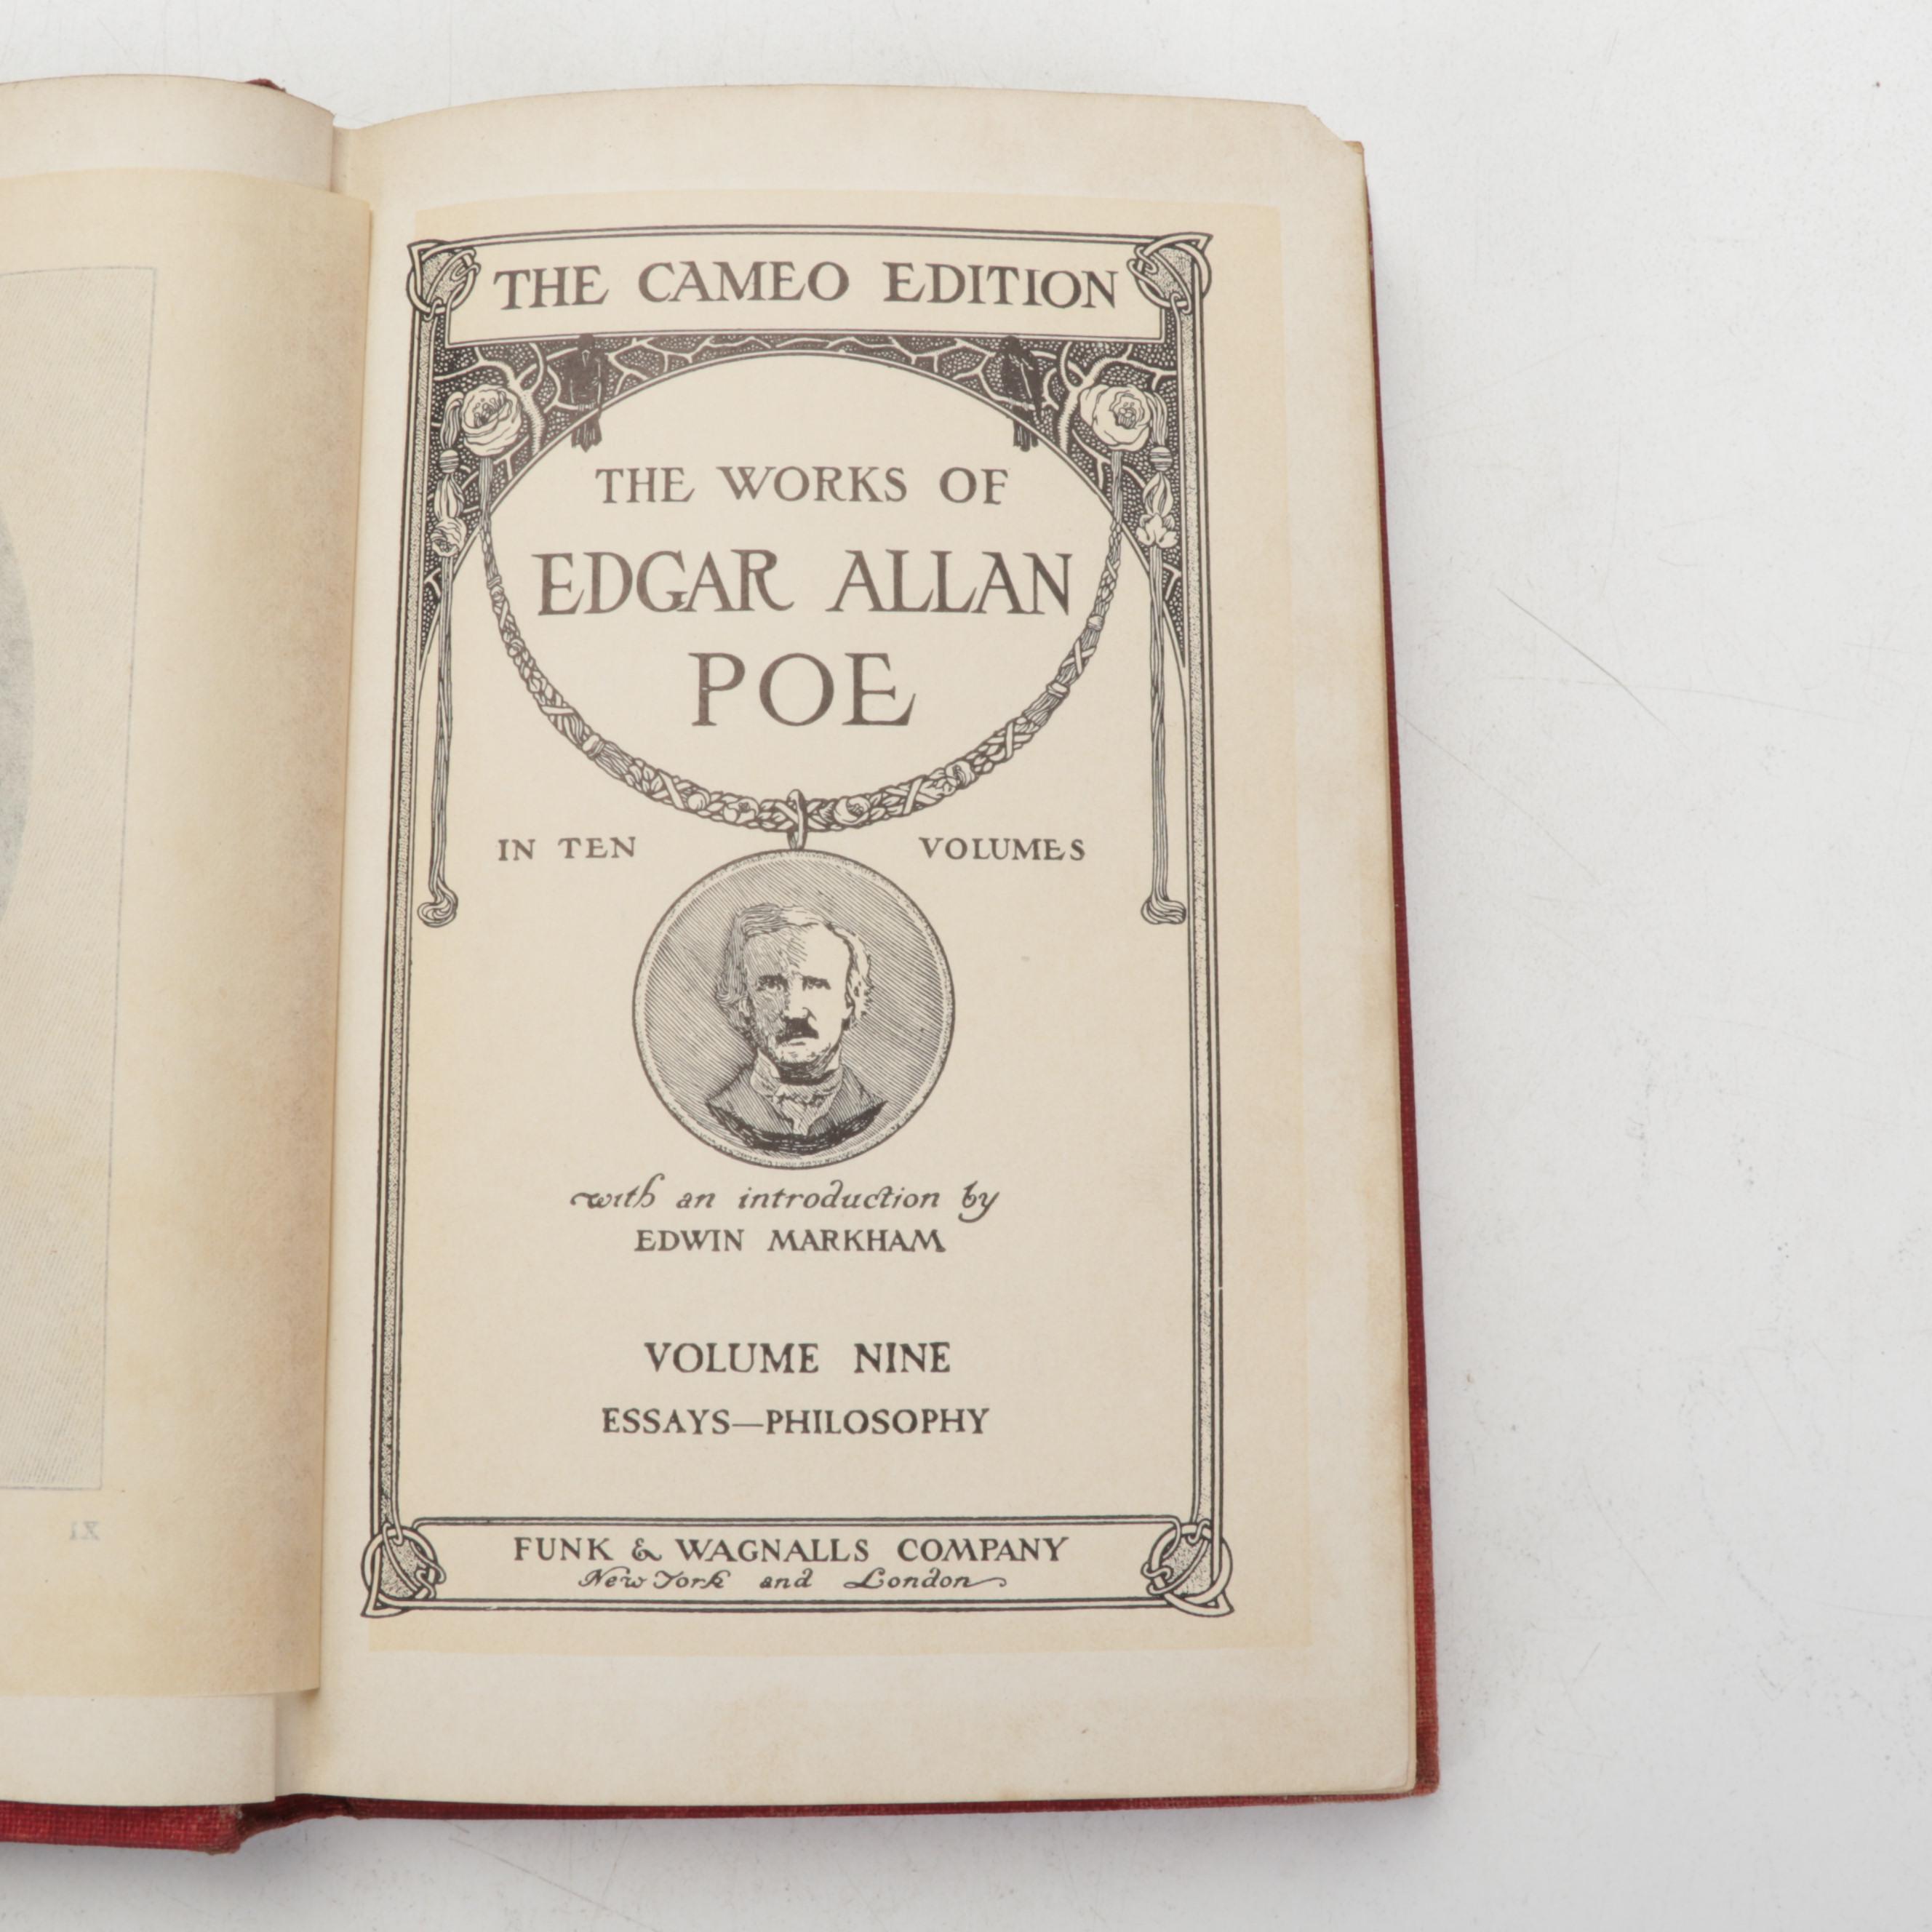 THE CAMEO EDITION
THE WORKS OF
EDGAR ALLAN
POE
IN TEN VOLUMES
with an introduction by
EDWIN MARKHAM
VOLUME NINE
ESSAYS—PHILOSOPHY
FUNK & WAGNALLS COMPANY
New York and London